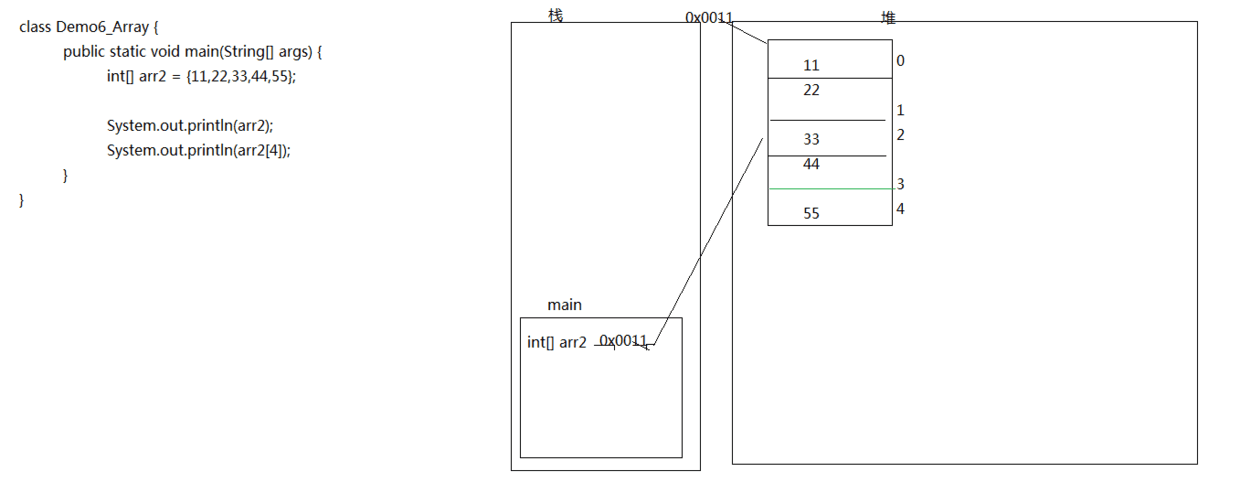 class Demo6_Array {
public static void main(String[] args) {
int[] arr2 = {11,22,33,44,55};
System.out.println(arr2);
System.out.println(arr2[4]);
}
}
栈
0x0011
堆
11
0
22
1
2
33
44
3
4
55
main
int[] arr2
0x0011